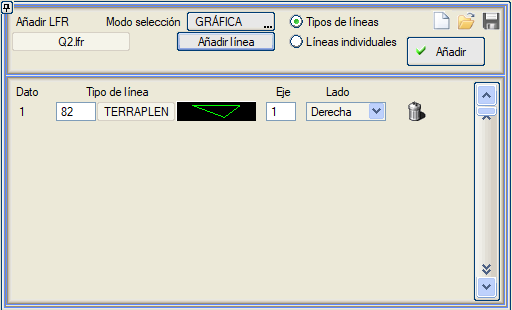 Añadir LFR Modo selección GRÁFICA ... Tipos de líneas
Q2.lfr Añadir línea Líneas individuales Añadir
Dato Tipo de línea Eje Lado
1 82 TERRAPLEN 1 Derecha